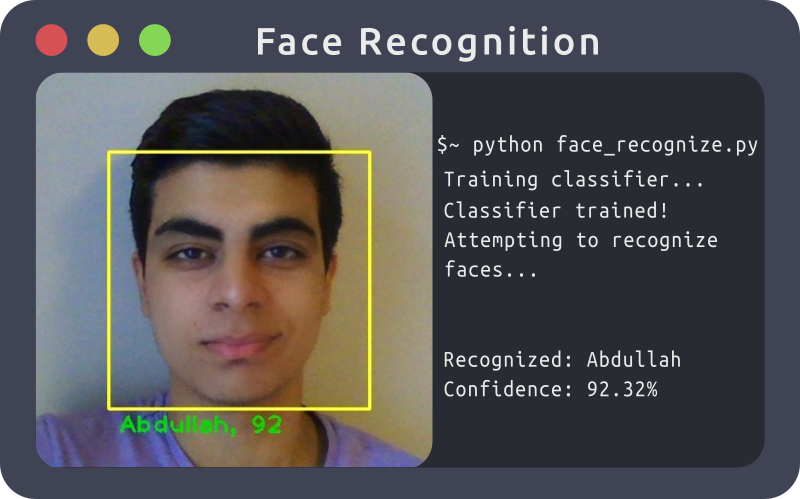 Face Recognition
$~ python face_recognize.py
Training classifier...
Classifier trained!
Attempting to recognize
faces...
Recognized: Abdullah
Confidence: 92.32%
Abdullah, 92